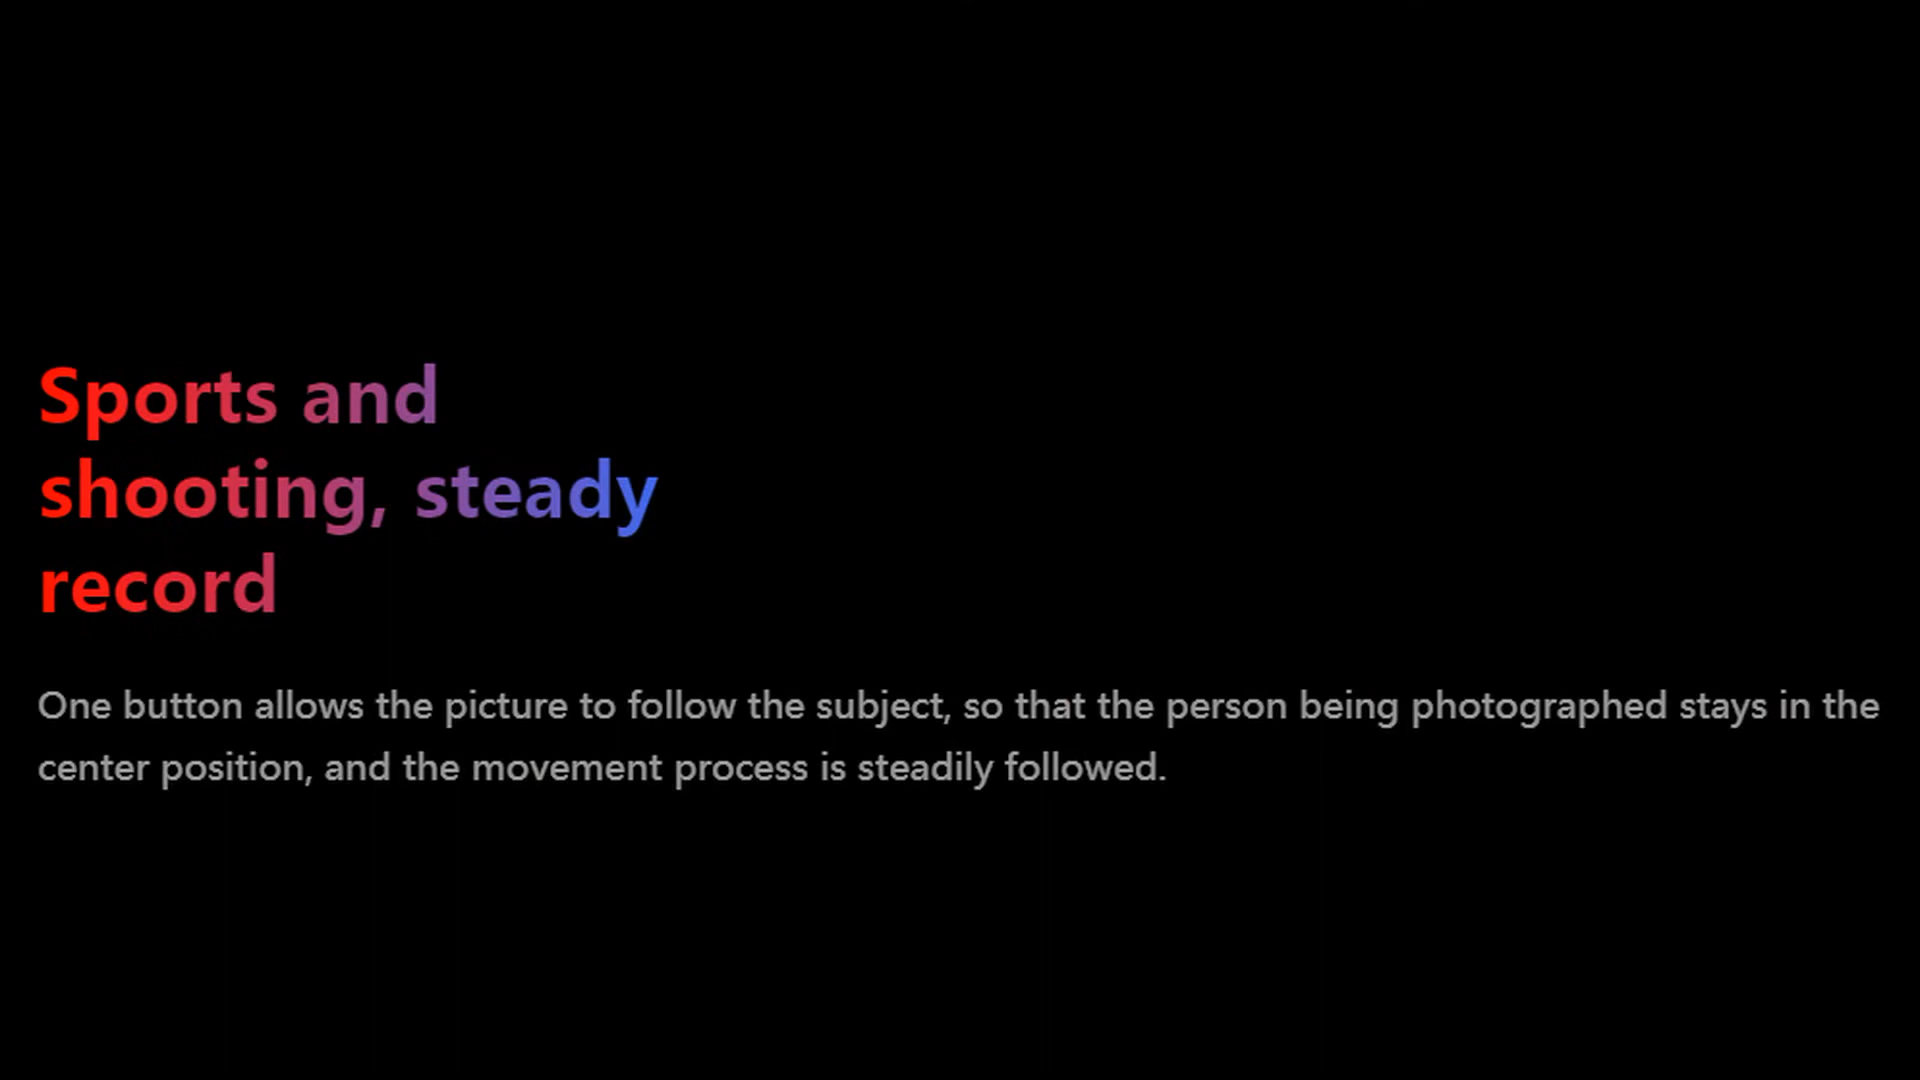 Sports and
shooting, steady
record
One button allows the picture to follow the subject, so that the person being photographed stays in the
center position, and the movement process is steadily followed.